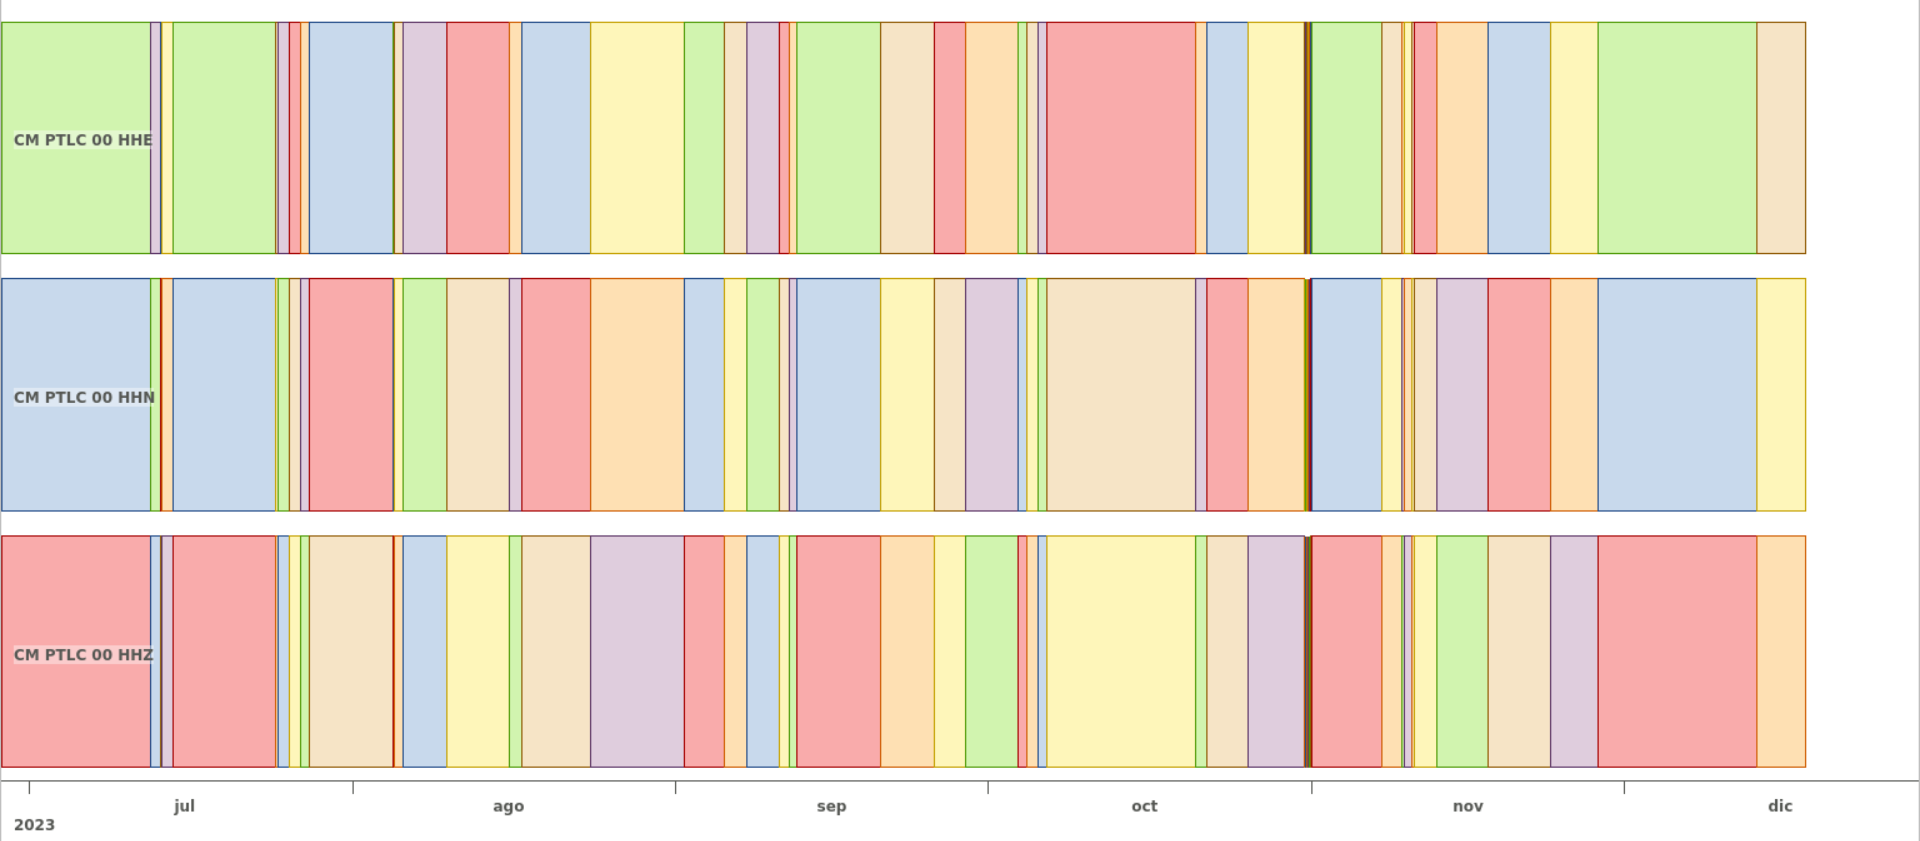 CM PTLC 00 HHE
CM PTLC 00 HHN
CM PTLC 00 HHZ
jul ago sep oct nov dic
2023